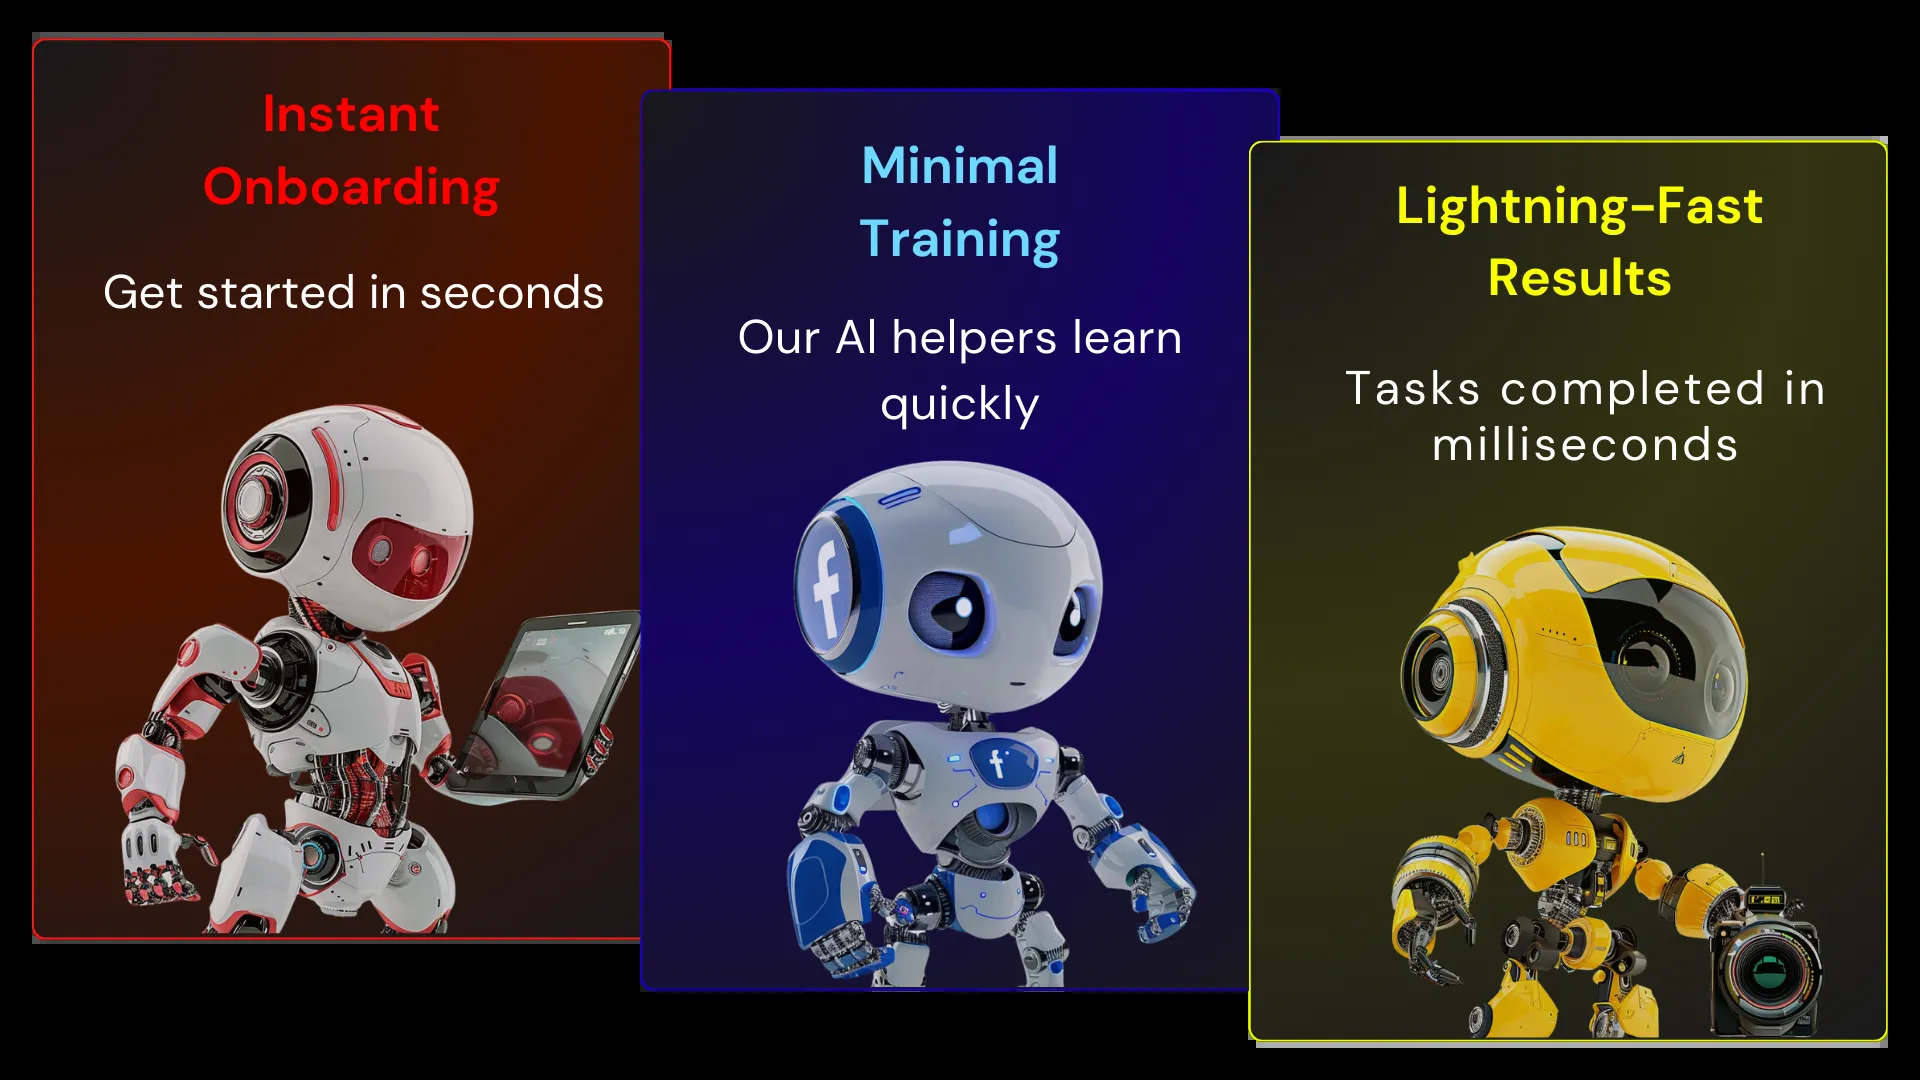 Instant
Onboarding
Get started in seconds
Minimal
Training
Our AI helpers learn
quickly
Lightning-Fast
Results
Tasks completed in
milliseconds
f
f